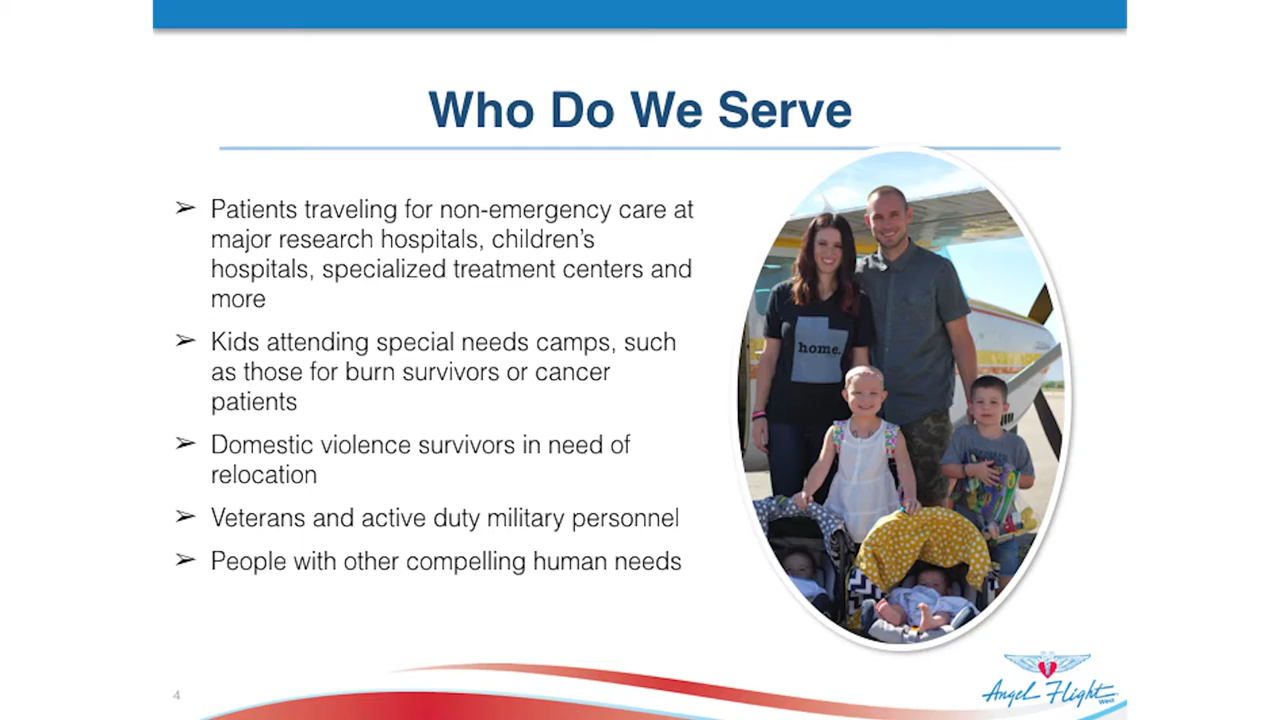 Who Do We Serve
➢ Patients traveling for non-emergency care at
major research hospitals, children’s
hospitals, specialized treatment centers and
more
➢ Kids attending special needs camps, such
as those for burn survivors or cancer
patients
➢ Domestic violence survivors in need of
relocation
➢ Veterans and active duty military personnel
➢ People with other compelling human needs
home.
4
Angel Flight
West